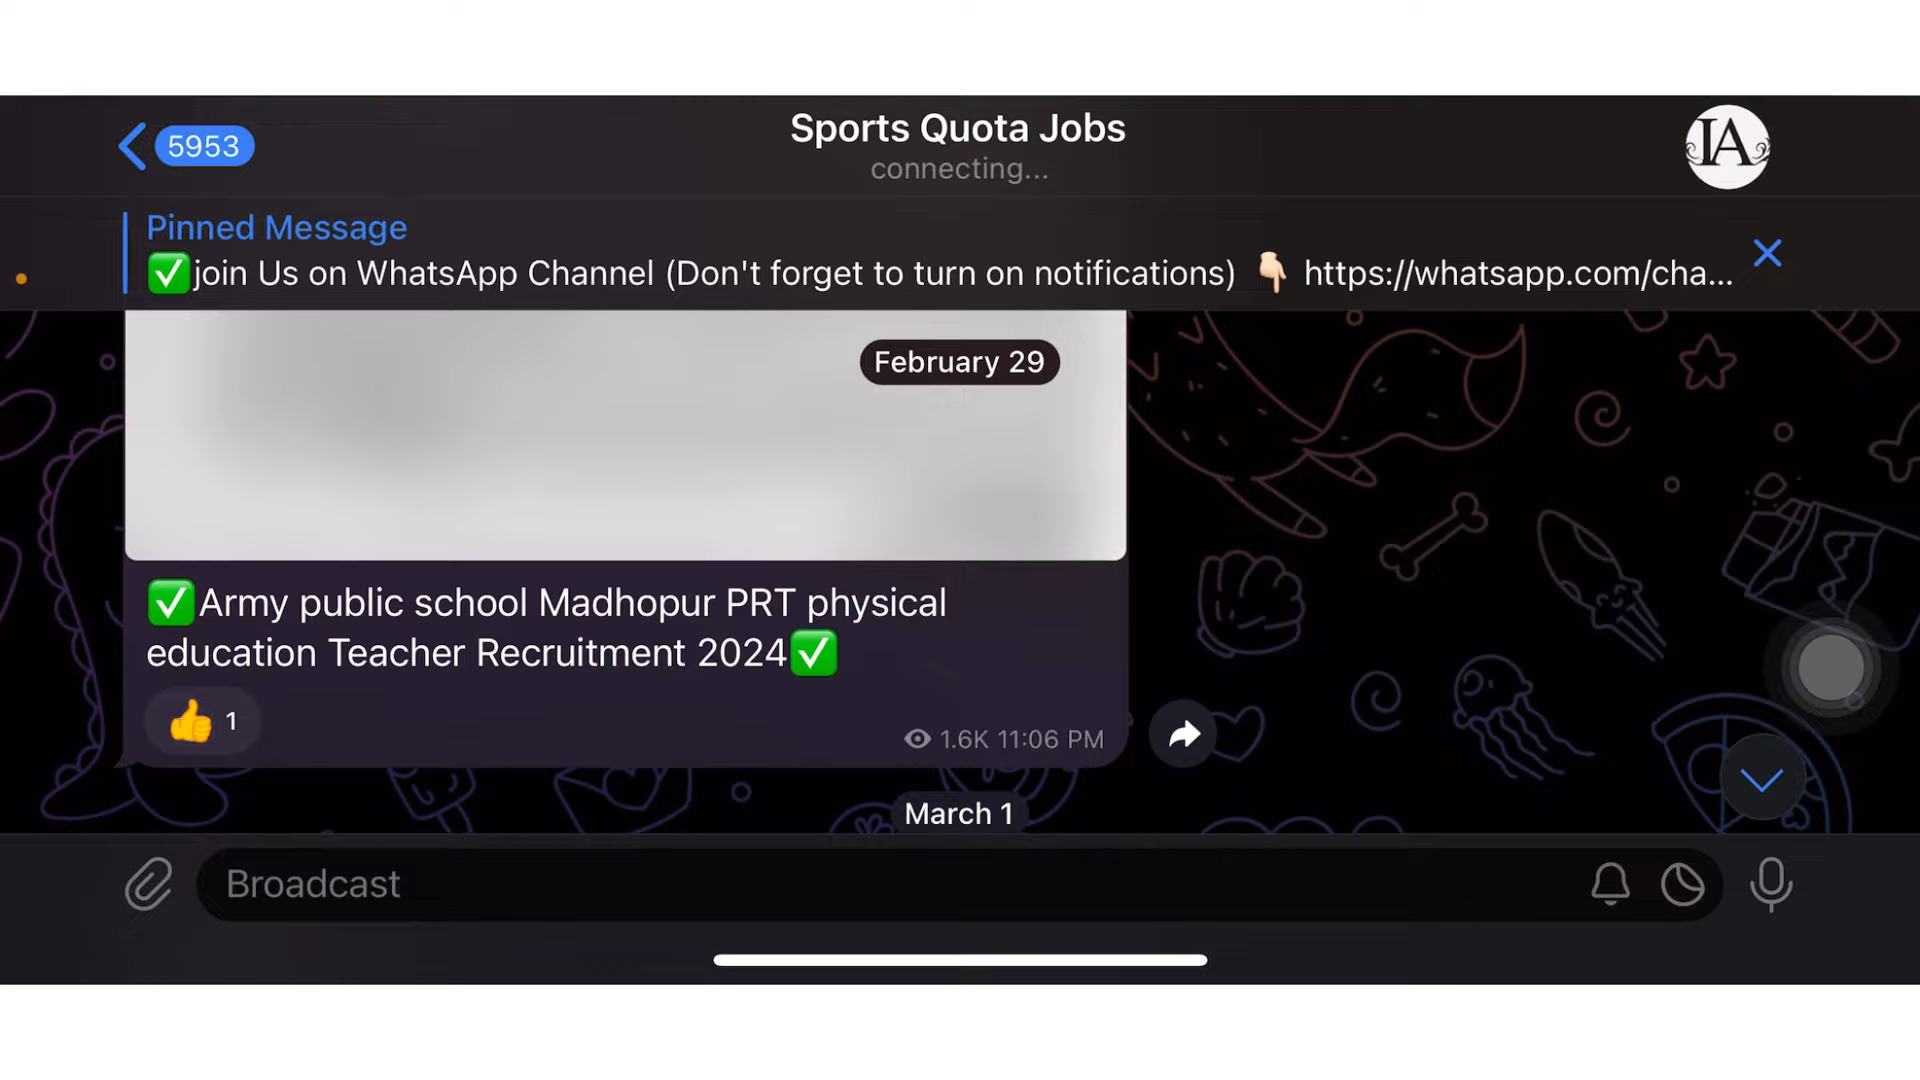 5953
Sports Quota Jobs
connecting...
IA
Pinned Message
✅join Us on WhatsApp Channel (Don't forget to turn on notifications) 👇🏻 https://whatsapp.com/cha...
February 29
✅Army public school Madhopur PRT physical
education Teacher Recruitment 2024✅
👍 1
1.6K 11:06 PM
March 1
Broadcast